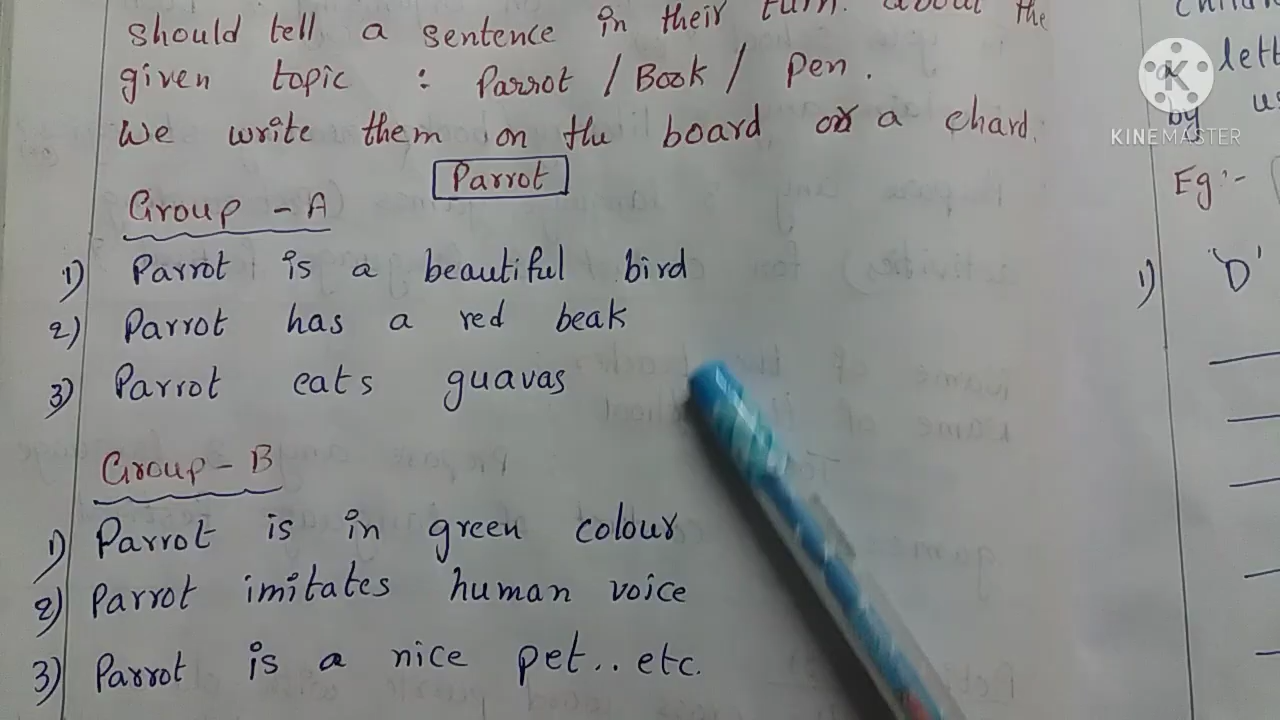 should tell a sentence in their turn. about the
given topic : Parrot / Book / Pen.
We write them on the board or a chard.
Parrot
Group - A
1) Parrot is a beautiful bird
2) Parrot has a red beak
3) Parrot eats guavas
Group - B
1) Parrot is in green colour
2) Parrot imitates human voice
3) Parrot is a nice pet.. etc.
a lett
by
Eg :-
1) 'D'
KINEMASTER